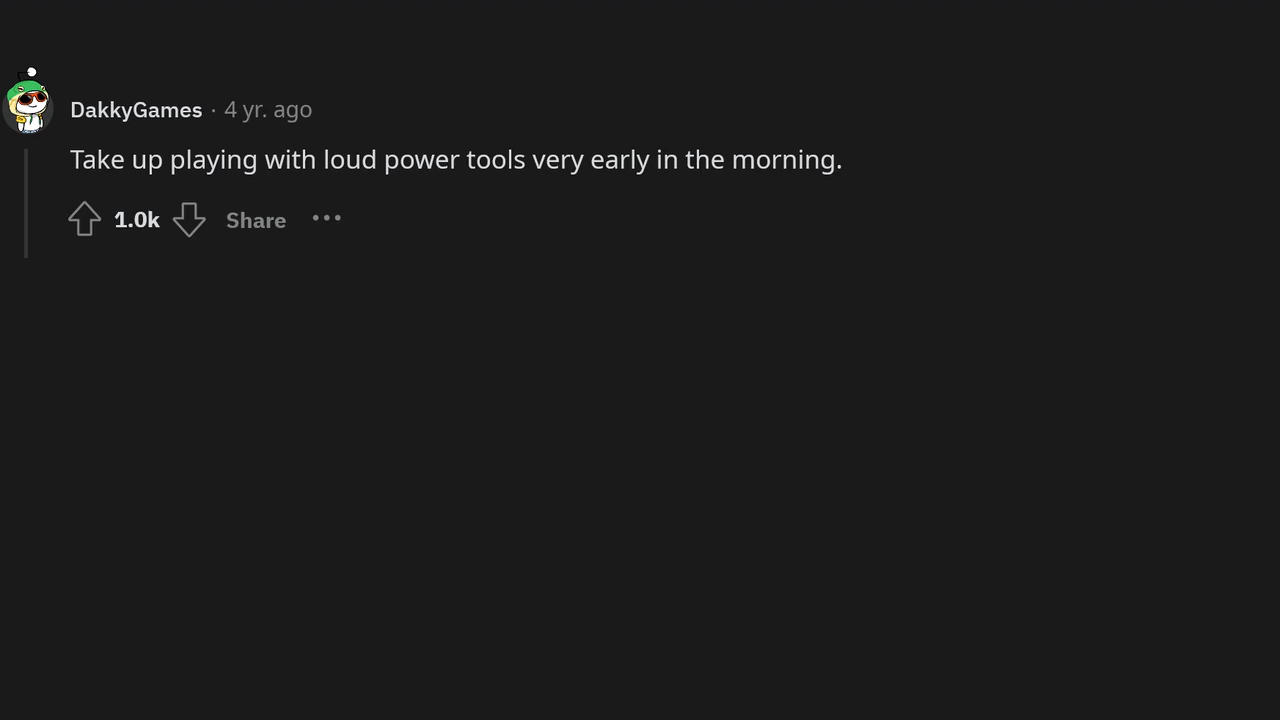 DakkyGames · 4 yr. ago
Take up playing with loud power tools very early in the morning.
1.0k Share ···